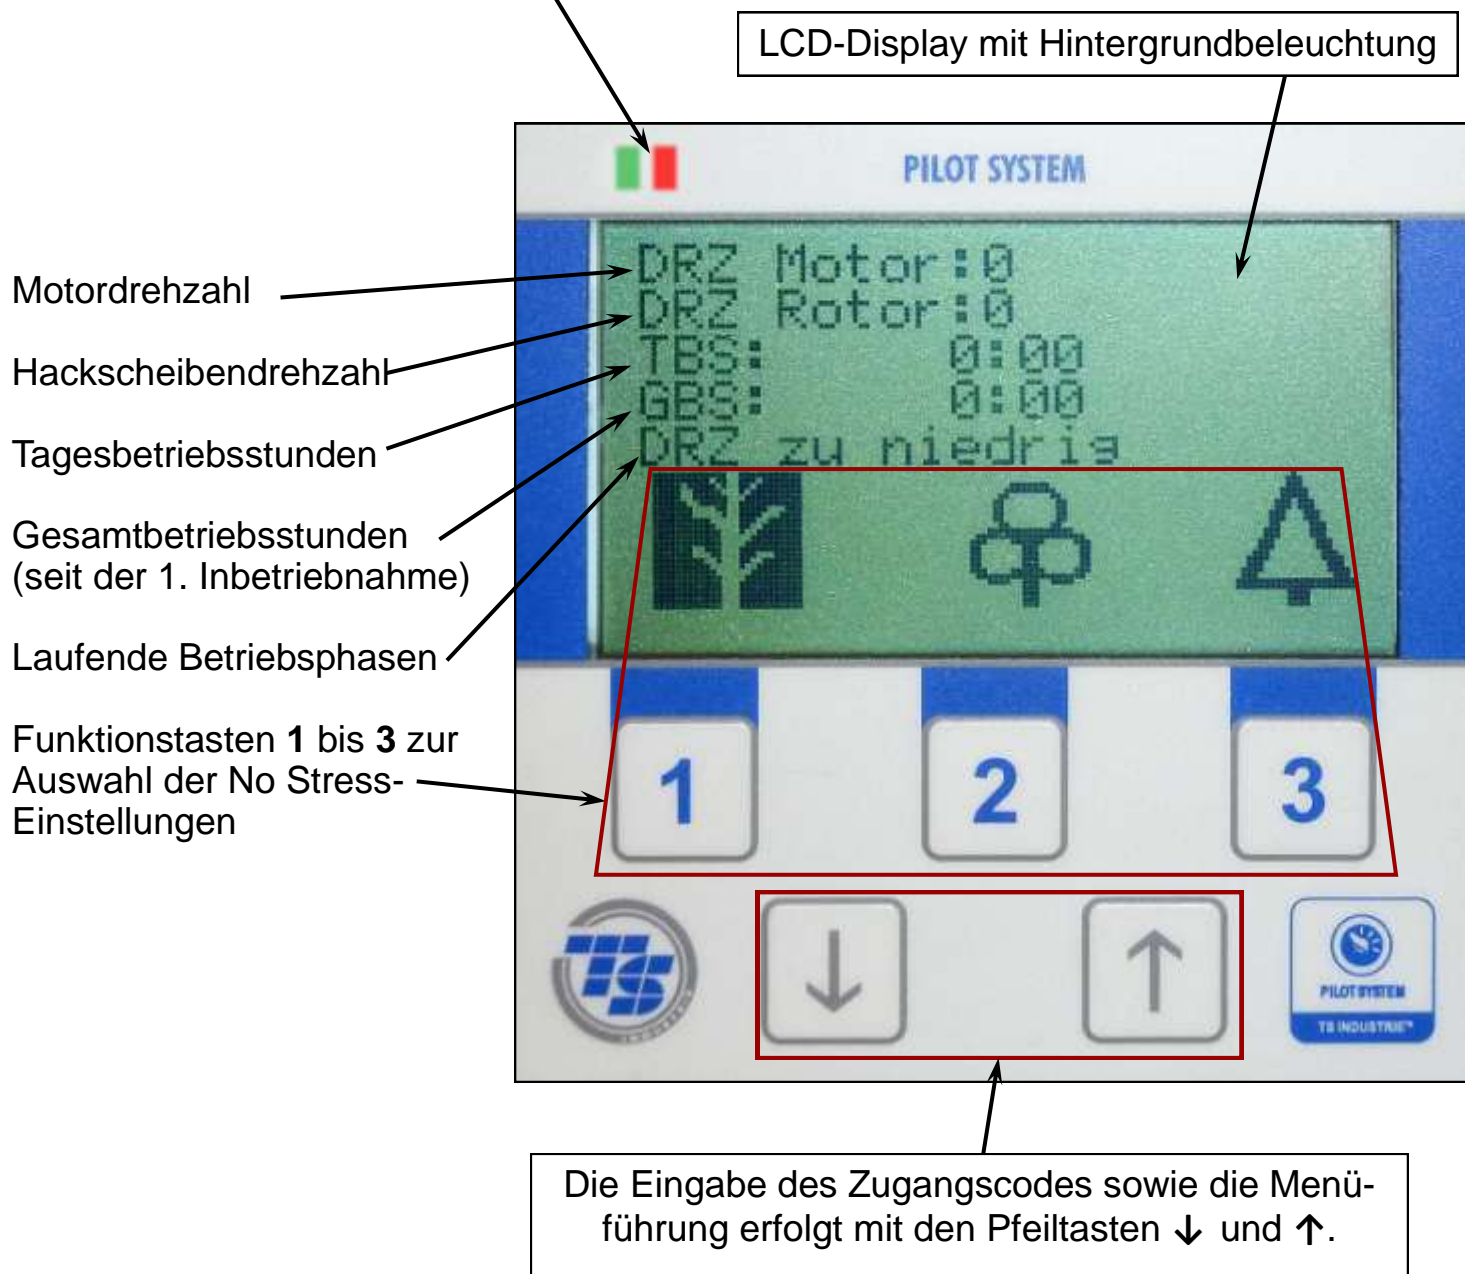 LCD-Display mit Hintergrundbeleuchtung
PILOT SYSTEM
Motordrehzahl
Hackscheibendrehzahl
Tagesbetriebsstunden
Gesamtbetriebsstunden
(seit der 1. Inbetriebnahme)
Laufende Betriebsphasen
Funktionstasten 1 bis 3 zur
Auswahl der No Stress-
Einstellungen
DRZ Motor:0
DRZ Rotor:0
TBS: 0:00
GBS: 0:00
DRZ zu niedrig
1 2 3
TS
↓ ↑
PILOT SYSTEM
TS INDUSTRIE™
Die Eingabe des Zugangscodes sowie die Menü-
führung erfolgt mit den Pfeiltasten ↓ und ↑.